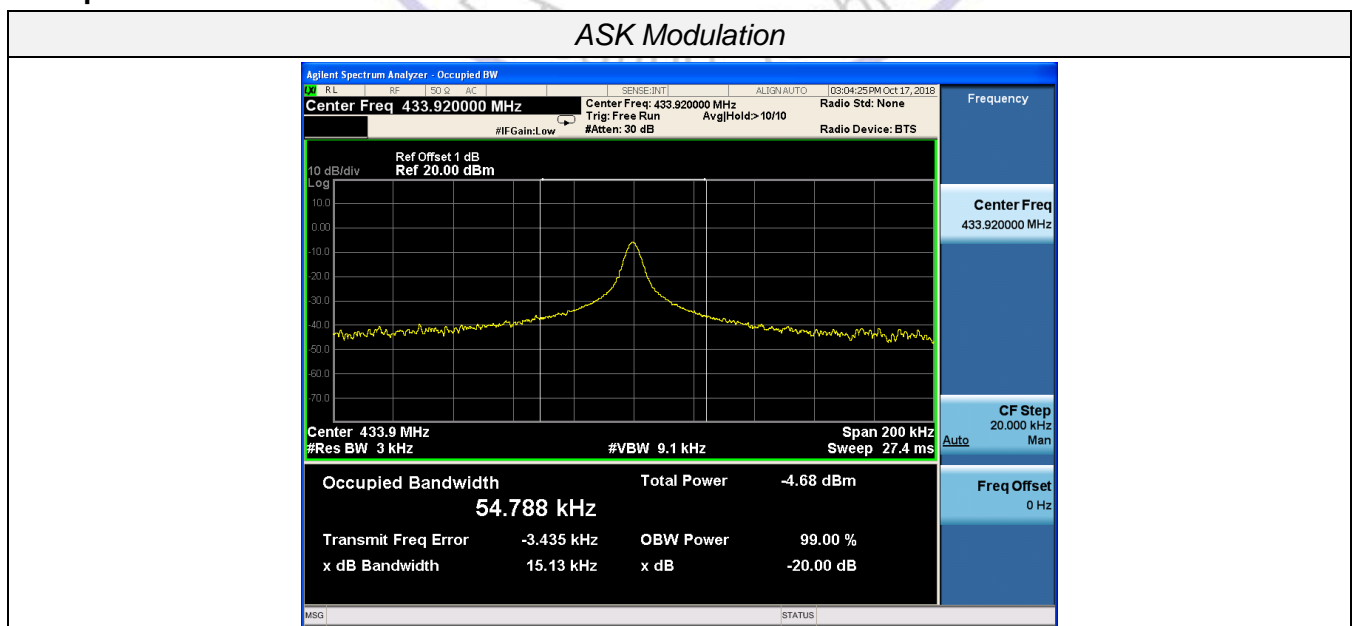 ASK Modulation
Agilent Spectrum Analyzer - Occupied BW
LXI RL RF 50 Ω AC SENSE:INT ALIGN AUTO 03:04:25 PM Oct 17, 2018
Center Freq 433.920000 MHz
Center Freq: 433.920000 MHz
Radio Std: None
Trig: Free Run Avg|Hold:>10/10
#IFGain:Low #Atten: 30 dB Radio Device: BTS
Ref Offset 1 dB
10 dB/div Ref 20.00 dBm
Log
10.0
0.00
-10.0
-20.0
-30.0
-40.0
-50.0
-60.0
-70.0
Center 433.9 MHz Span 200 kHz
#Res BW 3 kHz #VBW 9.1 kHz Sweep 27.4 ms
Occupied Bandwidth Total Power -4.68 dBm
54.788 kHz
Transmit Freq Error -3.435 kHz OBW Power 99.00 %
x dB Bandwidth 15.13 kHz x dB -20.00 dB
MSG STATUS
Frequency
Center Freq
433.920000 MHz
CF Step
20.000 kHz
Auto Man
Freq Offset
0 Hz